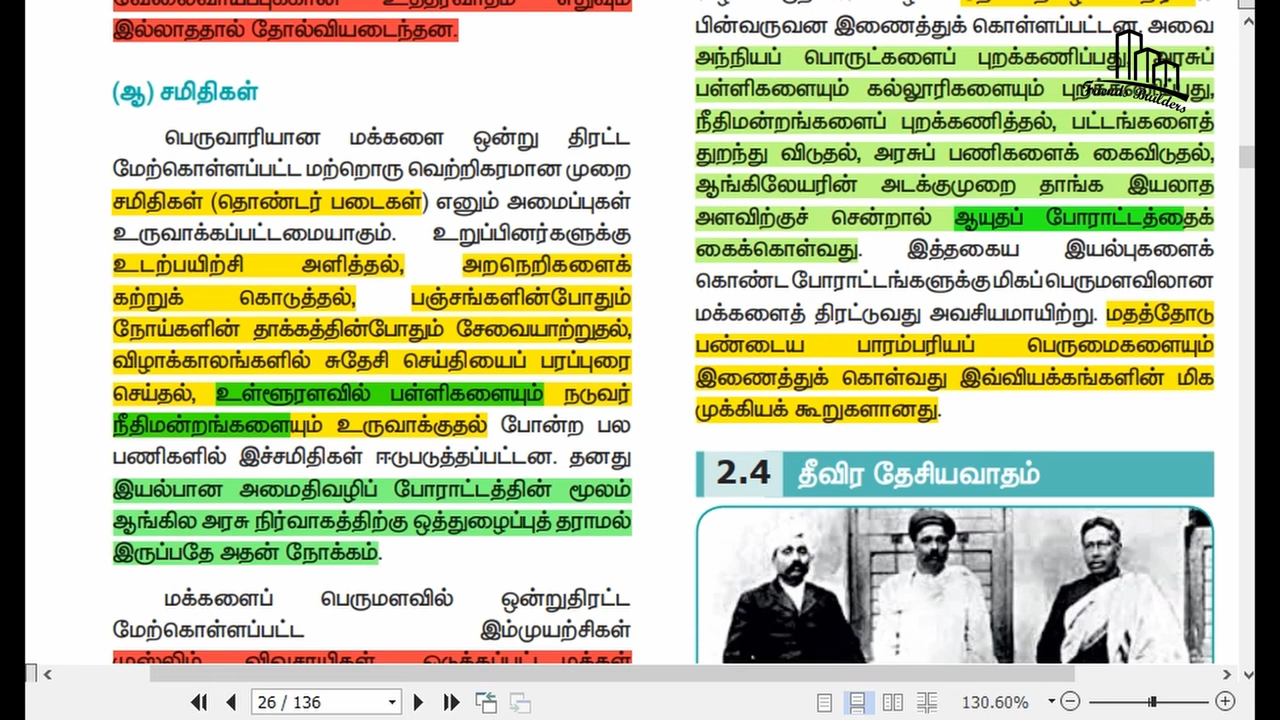 இல்லாததால் தோல்வியடைந்தன.
(ஆ) சமிதிகள்
பெருவாரியான மக்களை ஒன்று திரட்ட
மேற்கொள்ளப்பட்ட மற்றொரு வெற்றிகரமான முறை
சமிதிகள் (தொண்டர் படைகள்) எனும் அமைப்புகள்
உருவாக்கப்பட்டமையாகும். உறுப்பினர்களுக்கு
உடற்பயிற்சி அளித்தல், அறநெறிகளைக்
கற்றுக் கொடுத்தல், பஞ்சங்களின்போதும்
நோய்களின் தாக்கத்தின்போதும் சேவையாற்றுதல்,
விழாக்காலங்களில் சுதேசி செய்தியைப் பரப்புரை
செய்தல், உள்ளூரளவில் பள்ளிகளையும் நடுவர்
நீதிமன்றங்களையும் உருவாக்குதல் போன்ற பல
பணிகளில் இச்சமிதிகள் ஈடுபடுத்தப்பட்டன. தனது
இயல்பான அமைதிவழிப் போராட்டத்தின் மூலம்
ஆங்கில அரசு நிர்வாகத்திற்கு ஒத்துழைப்புத் தராமல்
இருப்பதே அதன் நோக்கம்.
மக்களைப் பெருமளவில் ஒன்றுதிரட்ட
மேற்கொள்ளப்பட்ட இம்முயற்சிகள்
பின்வருவன இணைத்துக் கொள்ளப்பட்டன. அவை
அந்நியப் பொருட்களைப் புறக்கணிப்பது, அரசுப்
பள்ளிகளையும் கல்லூரிகளையும்
நீதிமன்றங்களைப் புறக்கணித்தல், பட்டங்களைத்
துறந்து விடுதல், அரசுப் பணிகளைக் கைவிடுதல்,
ஆங்கிலேயரின் அடக்குமுறை தாங்க இயலாத
அளவிற்குச் சென்றால் ஆயுதப் போராட்டத்தைக்
கைக்கொள்வது. இத்தகைய இயல்புகளைக்
கொண்ட போராட்டங்களுக்கு மிகப் பெருமளவிலான
மக்களைத் திரட்டுவது அவசியமாயிற்று. மதத்தோடு
பண்டைய பாரம்பரியப் பெருமைகளையும்
இணைத்துக் கொள்வது இவ்வியக்கங்களின் மிக
முக்கியக் கூறுகளானது.
2.4 தீவிர தேசியவாதம்
Friends Builders
26 / 136
130.60%